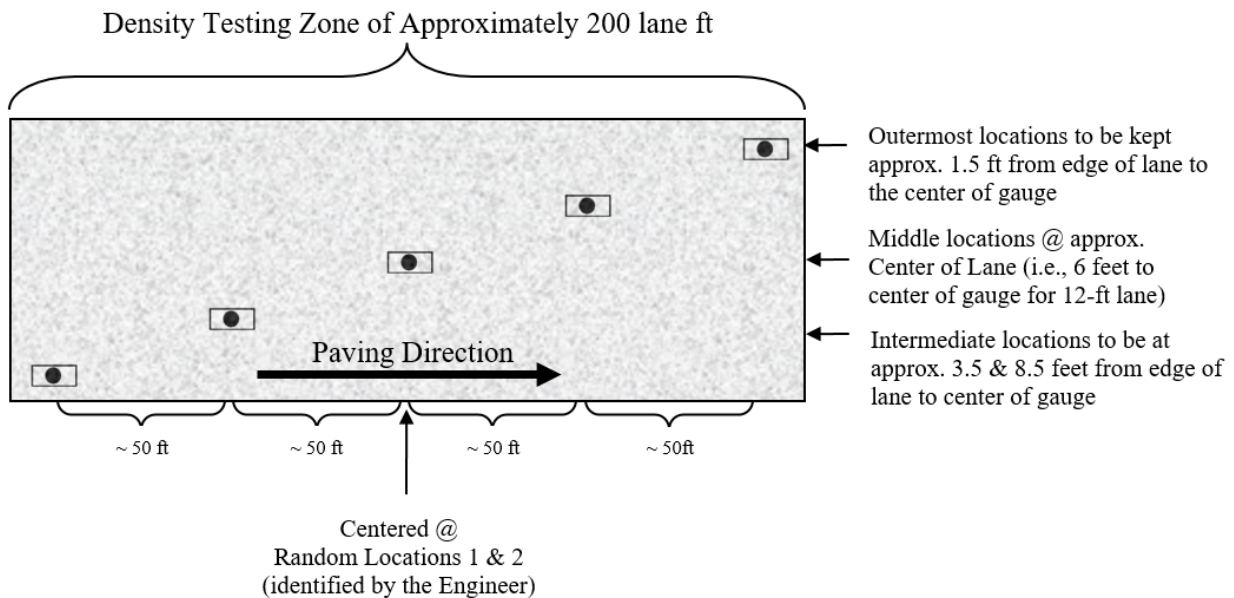 Density Testing Zone of Approximately 200 lane ft
Outermost locations to be kept
approx. 1.5 ft from edge of lane to
the center of gauge
Middle locations @ approx.
Center of Lane (i.e., 6 feet to
center of gauge for 12-ft lane)
Intermediate locations to be at
approx. 3.5 & 8.5 feet from edge of
lane to center of gauge
Paving Direction
~ 50 ft
~ 50 ft
~ 50 ft
~ 50ft
Centered @
Random Locations 1 & 2
(identified by the Engineer)